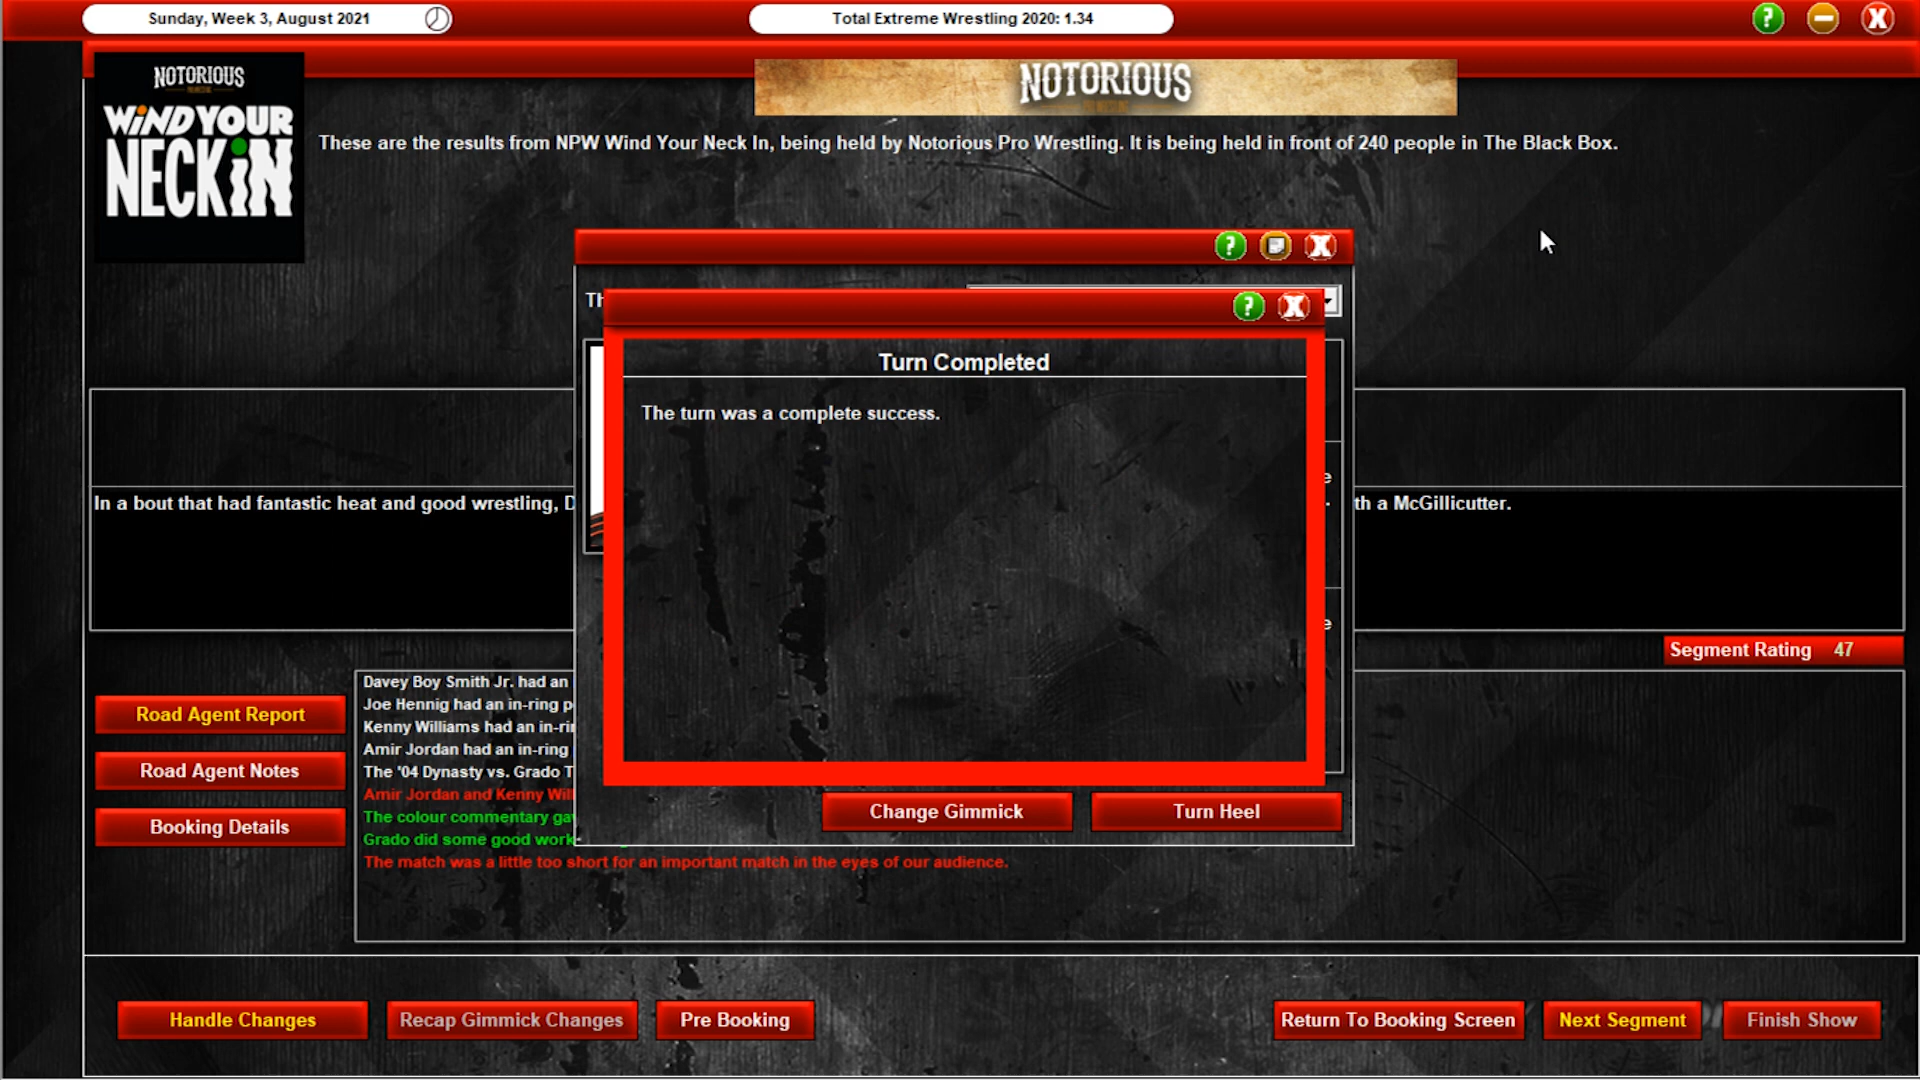 Sunday, Week 3, August 2021
Total Extreme Wrestling 2020: 1.34
NOTORIOUS
WIND YOUR
NECK IN
NOTORIOUS
These are the results from NPW Wind Your Neck In, being held by Notorious Pro Wrestling. It is being held in front of 240 people in The Black Box.
Th
Turn Completed
The turn was a complete success.
e
.
In a bout that had fantastic heat and good wrestling, D
th a McGillicutter.
e
Segment Rating 47
Road Agent Report
Road Agent Notes
Booking Details
Davey Boy Smith Jr. had an
Joe Hennig had an in-ring p
Kenny Williams had an in-rin
Amir Jordan had an in-ring
The '04 Dynasty vs. Grado T
Amir Jordan and Kenny Will
The colour commentary ga
Grado did some good work
The match was a little too short for an important match in the eyes of our audience.
Change Gimmick
Turn Heel
Handle Changes
Recap Gimmick Changes
Pre Booking
Return To Booking Screen
Next Segment
Finish Show